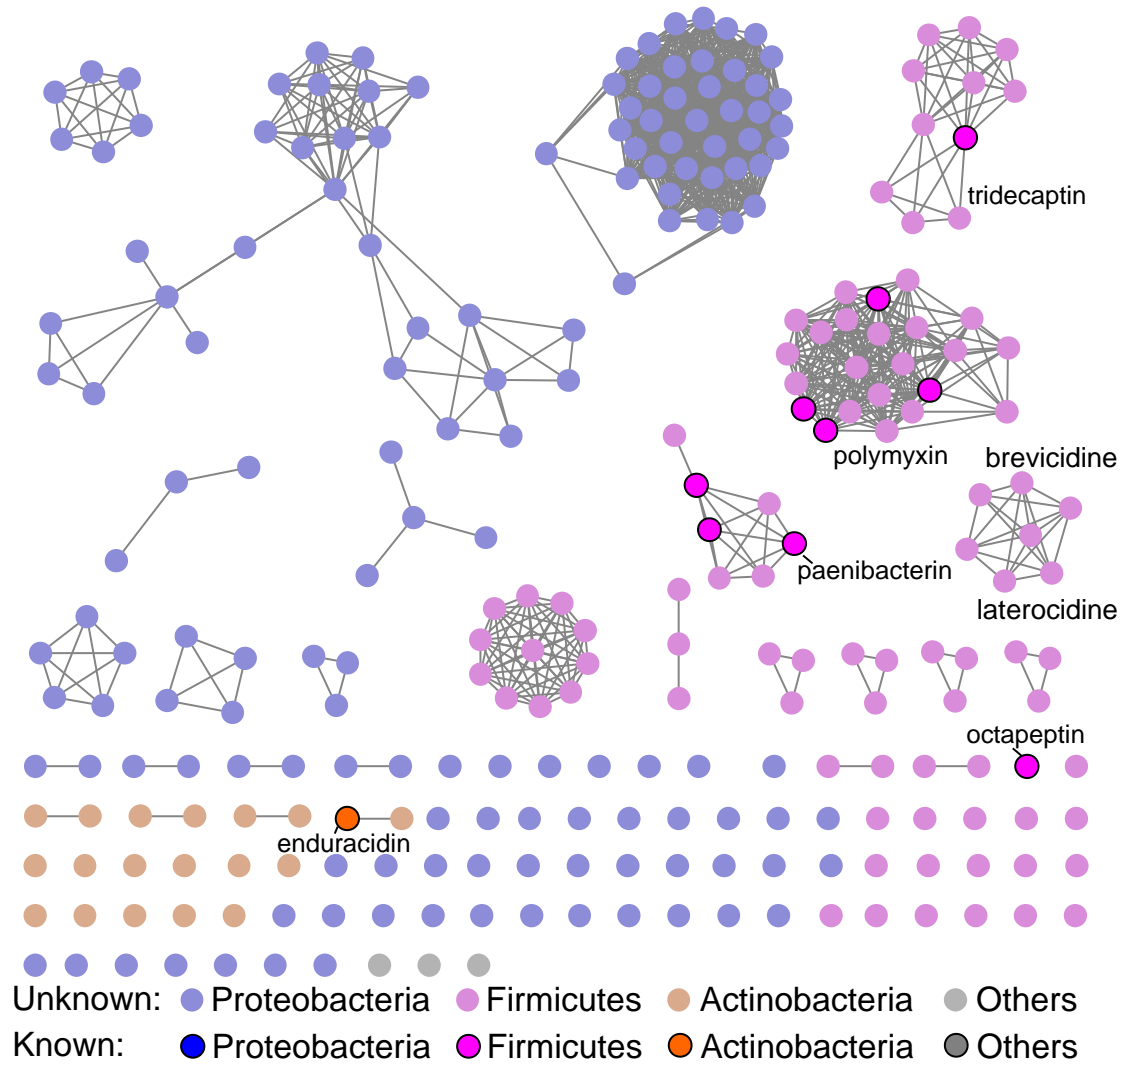 tridecaptin
polymyxin
brevicidine
paenibacterin
laterocidine
octapeptin
enduracidin
Unknown: Proteobacteria Firmicutes Actinobacteria Others
Known: Proteobacteria Firmicutes Actinobacteria Others